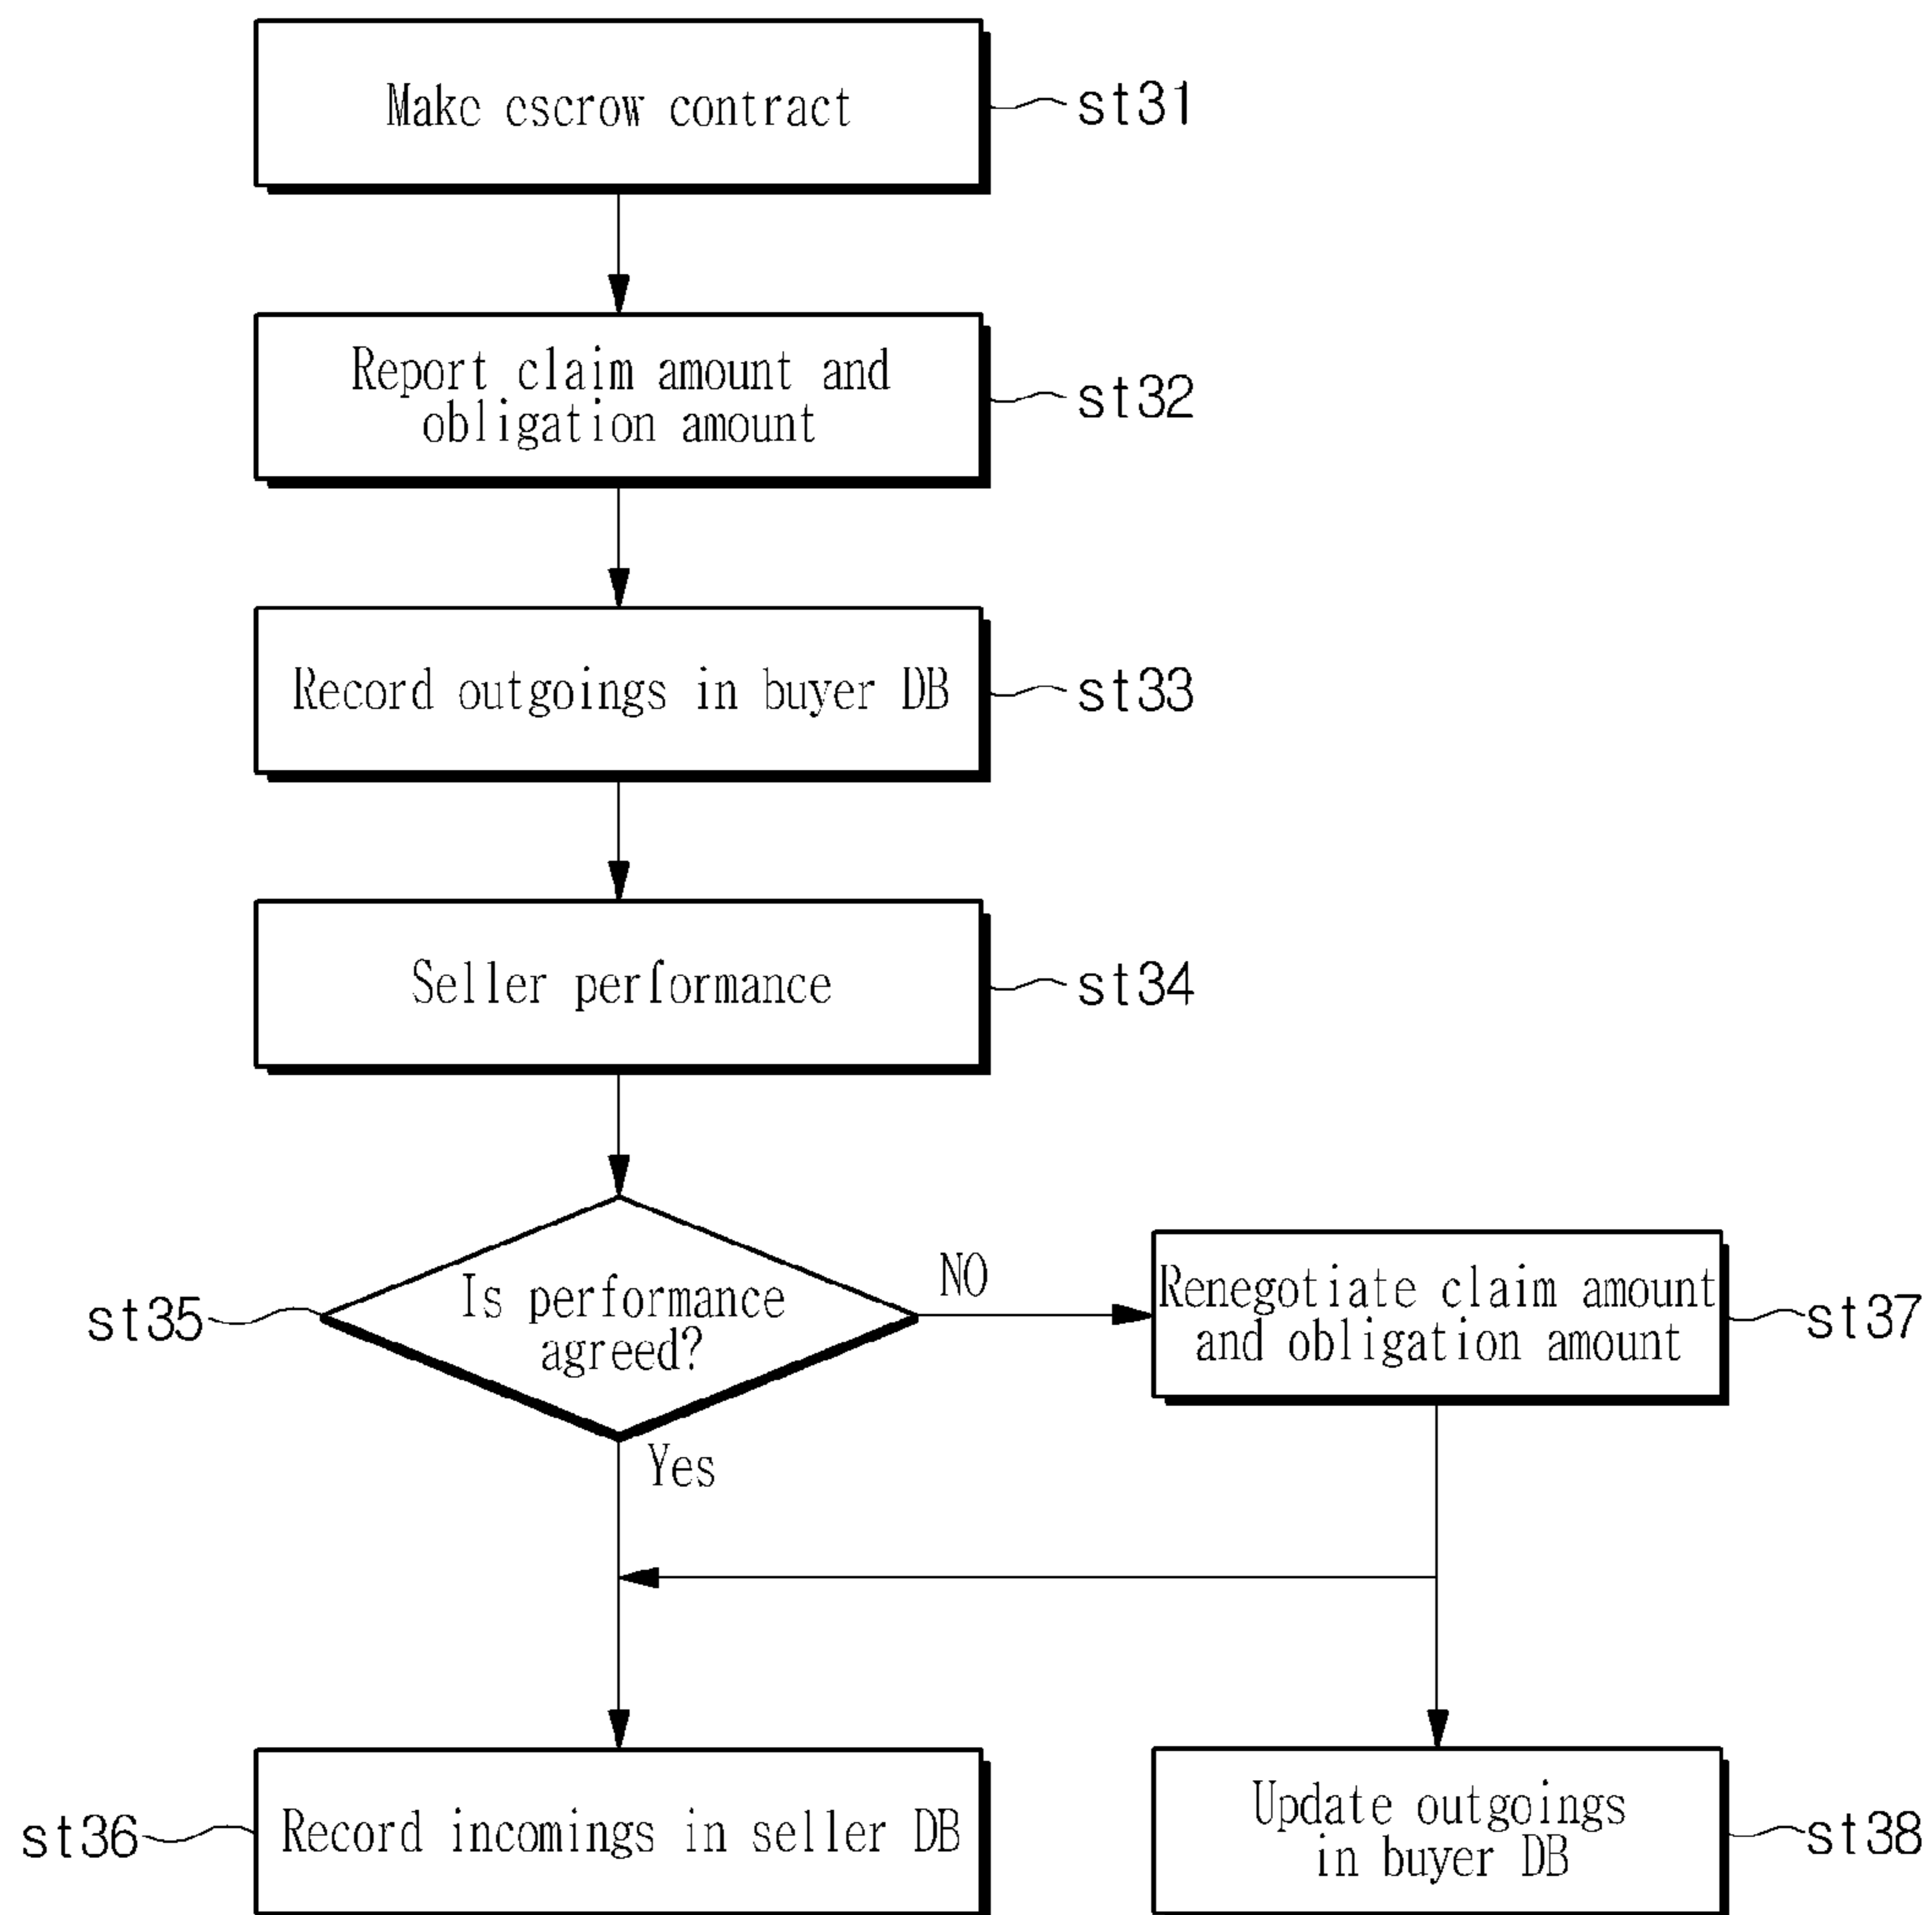 Make escrow contract
st31
Report claim amount and
obligation amount
st32
Record outgoings in buyer DB
st33
Seller performance
st34
Is performance
agreed?
st35
NO
Renegotiate claim amount
and obligation amount
st37
Yes
Record incomings in seller DB
st36
Update outgoings
in buyer DB
st38